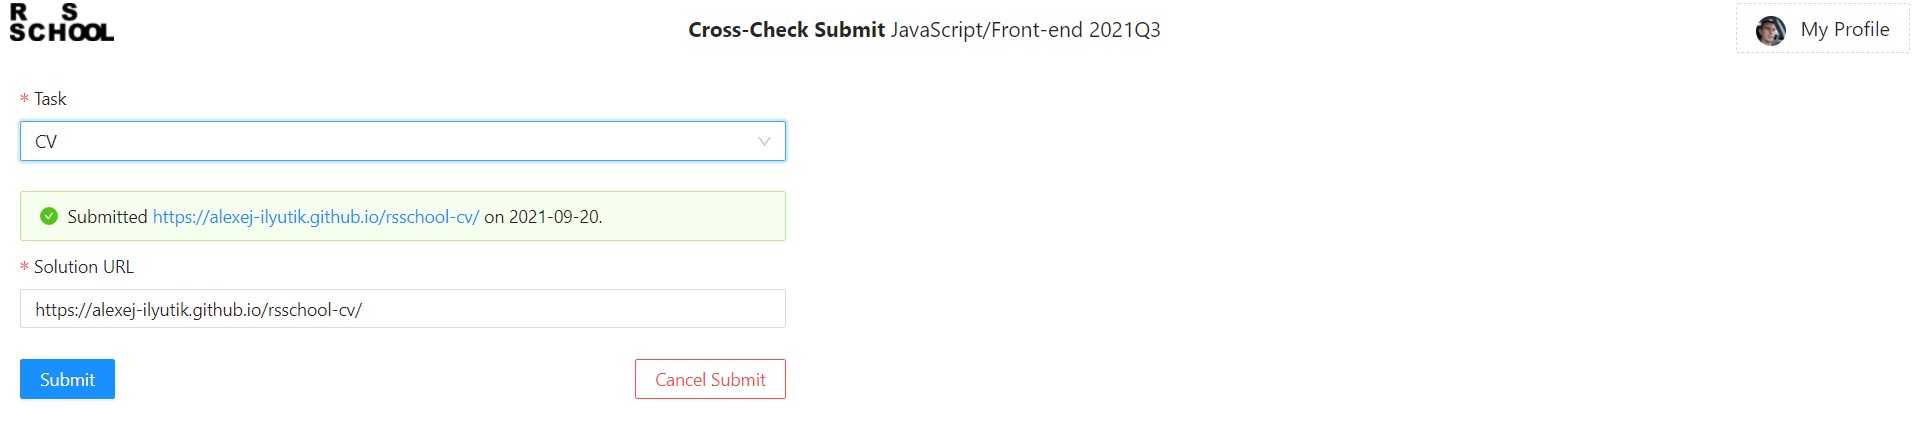 R S
SCHOOL
Cross-Check Submit JavaScript/Front-end 2021Q3
My Profile
* Task
CV
Submitted https://alexej-ilyutik.github.io/rsschool-cv/ on 2021-09-20.
* Solution URL
https://alexej-ilyutik.github.io/rsschool-cv/
Submit
Cancel Submit